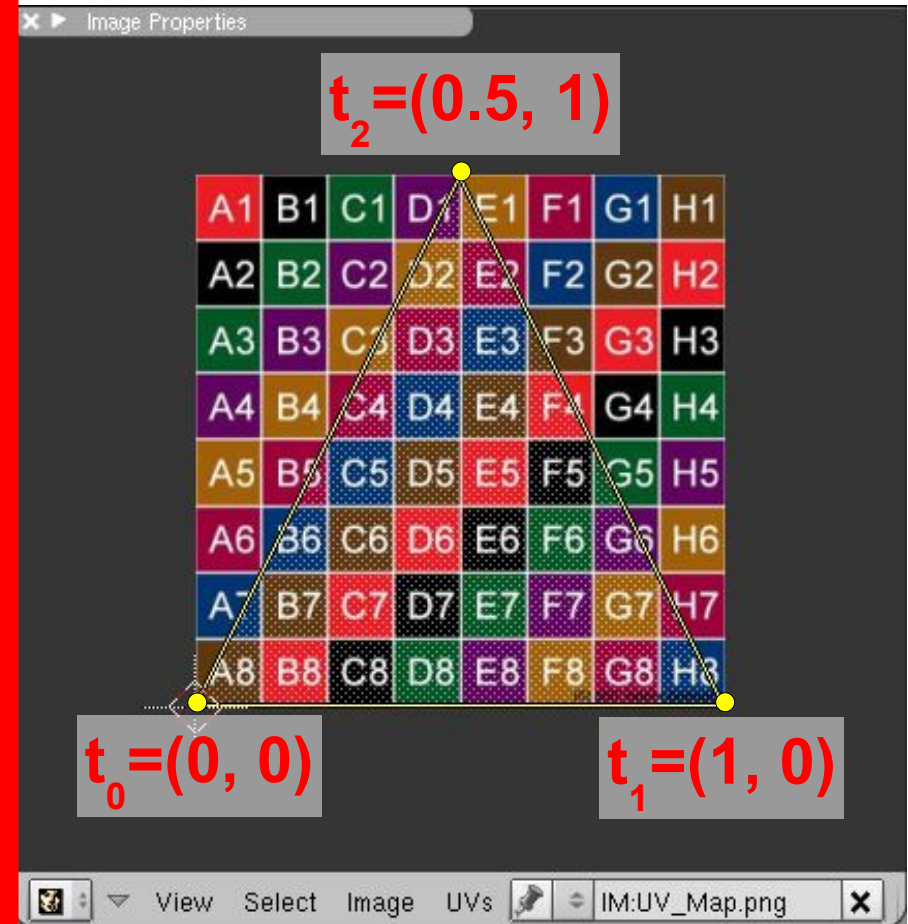 Image Properties
t2=(0.5, 1)
A1 B1 C1 D1 E1 F1 G1 H1
A2 B2 C2 D2 E2 F2 G2 H2
A3 B3 C3 D3 E3 F3 G3 H3
A4 B4 C4 D4 E4 F4 G4 H4
A5 B5 C5 D5 E5 F5 G5 H5
A6 B6 C6 D6 E6 F6 G6 H6
A7 B7 C7 D7 E7 F7 G7 H7
A8 B8 C8 D8 E8 F8 G8 H8
t0=(0, 0) t1=(1, 0)
View Select Image UVs IM:UV_Map.png